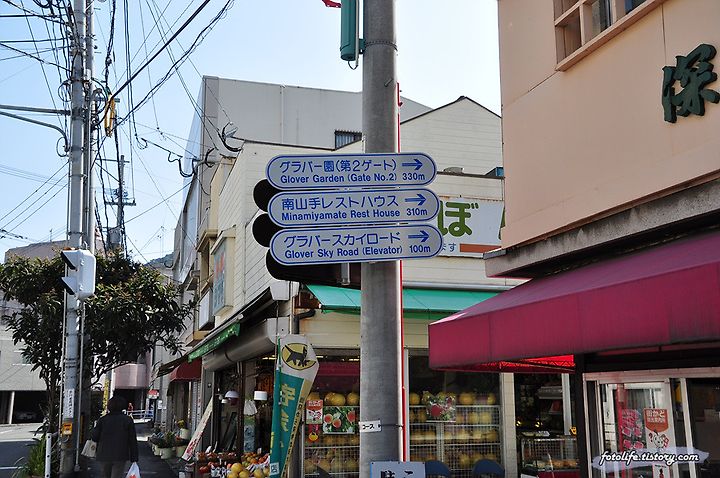 グラバー園(第2ゲート) →
Glover Garden (Gate No.2) 330m
南山手レストハウス →
Minamiyamate Rest House 310m
グラバースカイロード →
Glover Sky Road (Elevator) 100m
ぼ
深
fotolife.tistory.com